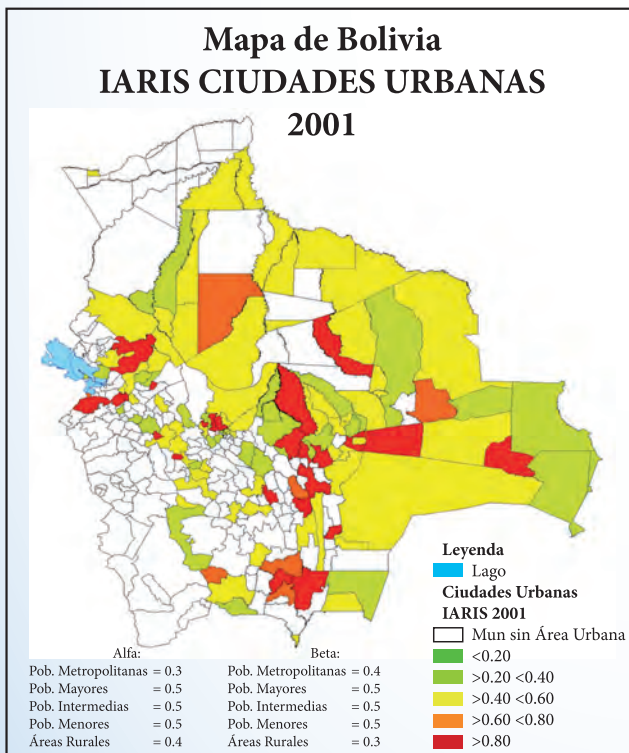 Mapa de Bolivia
IARIS CIUDADES URBANAS
2001
Leyenda
Lago
Ciudades Urbanas
IARIS 2001
Mun sin Área Urbana
<0.20
>0.20 <0.40
>0.40 <0.60
>0.60 <0.80
>0.80
Alfa:
Pob. Metropolitanas = 0.3
Pob. Mayores = 0.5
Pob. Intermedias = 0.5
Pob. Menores = 0.5
Áreas Rurales = 0.4
Beta:
Pob. Metropolitanas = 0.4
Pob. Mayores = 0.5
Pob. Intermedias = 0.5
Pob. Menores = 0.5
Áreas Rurales = 0.3